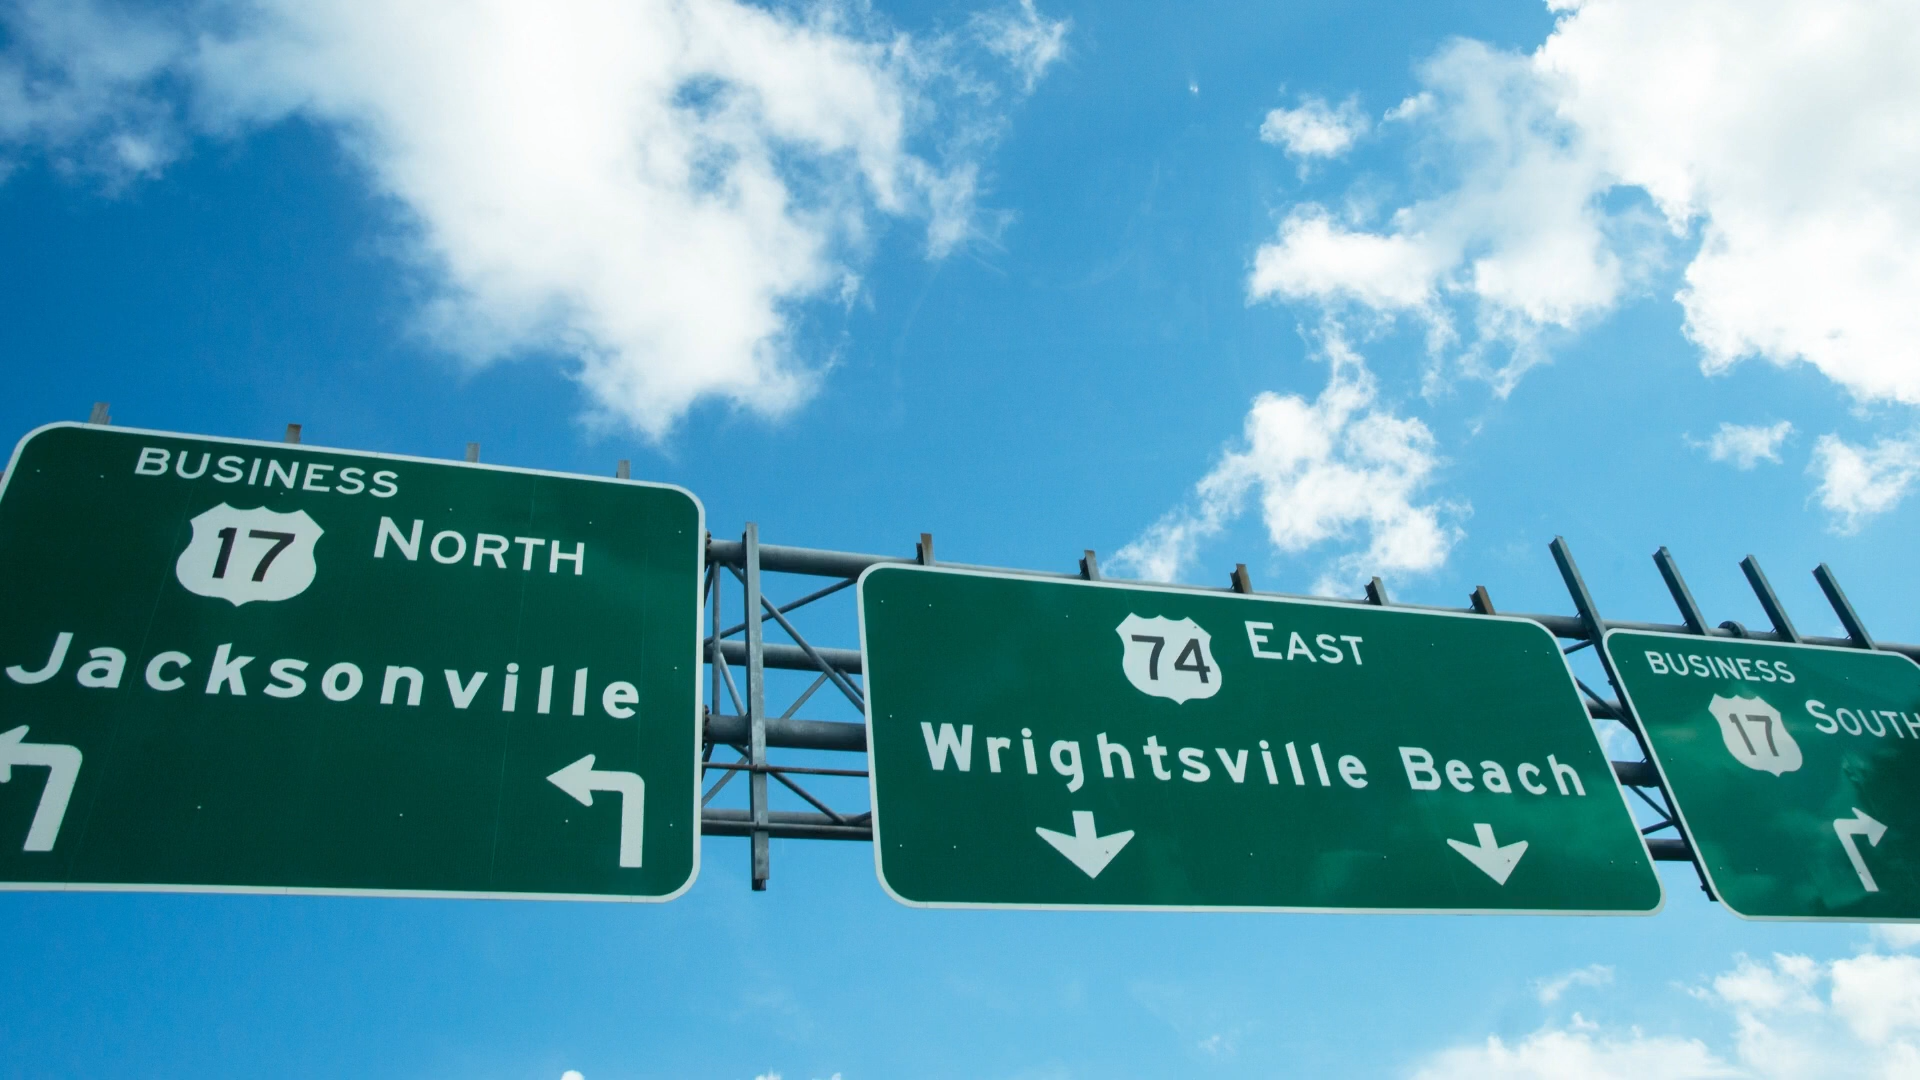 BUSINESS
17 NORTH
Jacksonville
74 EAST
Wrightsville Beach
BUSINESS
17 SOUTH